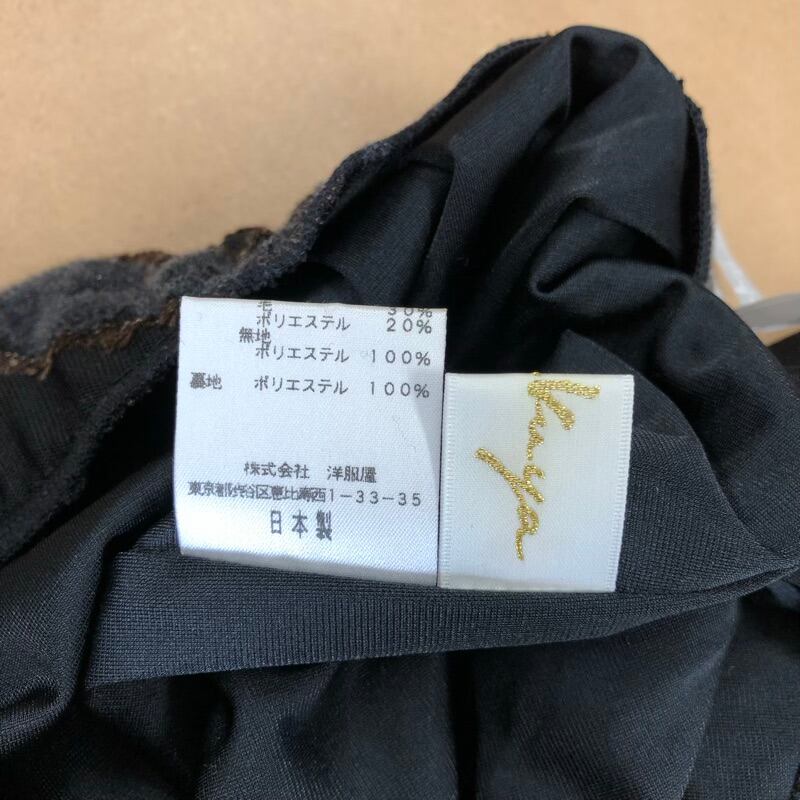 毛 30%
ポリエステル 20%
無地
ポリエステル 100%
裏地 ポリエステル 100%
株式会社 洋服屋
東京都渋谷区恵比寿西1-33-35
日本製